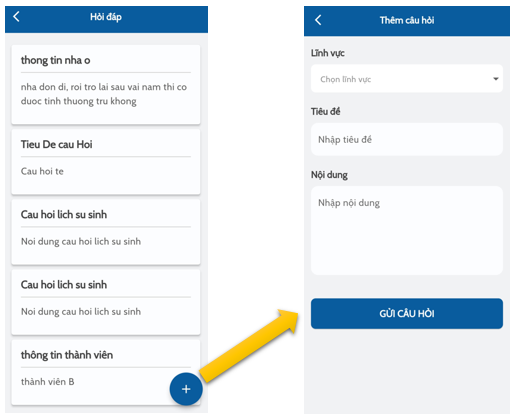 Hỏi đáp
thong tin nha o
nha don di, roi tro lai sau vai nam thi co
duoc tinh thuong tru khong
Tieu De cau Hoi
Cau hoi te
Cau hoi lich su sinh
Noi dung cau hoi lich su sinh
Cau hoi lich su sinh
Noi dung cau hoi lich su sinh
thông tin thành viên
thành viên B
+
Thêm câu hỏi
Lĩnh vực
Chọn lĩnh vực
Tiêu đề
Nhập tiêu đề
Nội dung
Nhập nội dung
GỬI CÂU HỎI